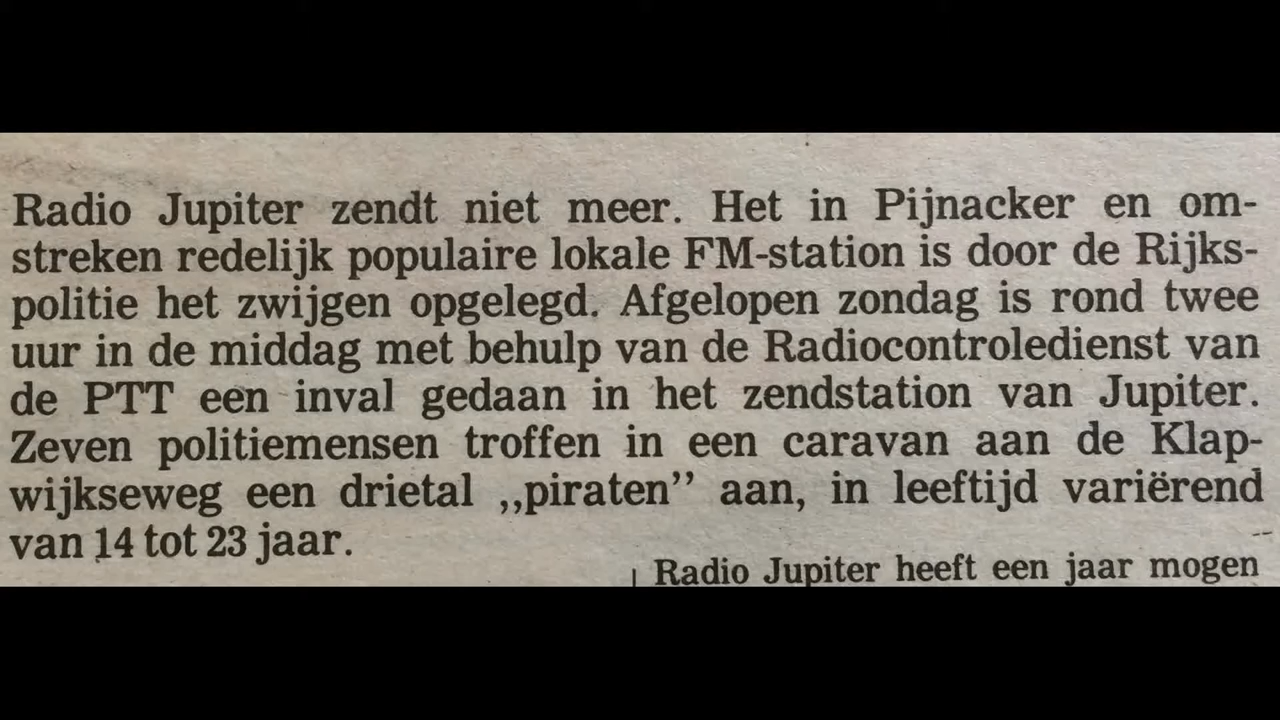 Radio Jupiter zendt niet meer. Het in Pijnacker en om-
streken redelijk populaire lokale FM-station is door de Rijks-
politie het zwijgen opgelegd. Afgelopen zondag is rond twee
uur in de middag met behulp van de Radiocontroledienst van
de PTT een inval gedaan in het zendstation van Jupiter.
Zeven politiemensen troffen in een caravan aan de Klap-
wijkseweg een drietal ,,piraten” aan, in leeftijd variërend
van 14 tot 23 jaar.
Radio Jupiter heeft een jaar mogen